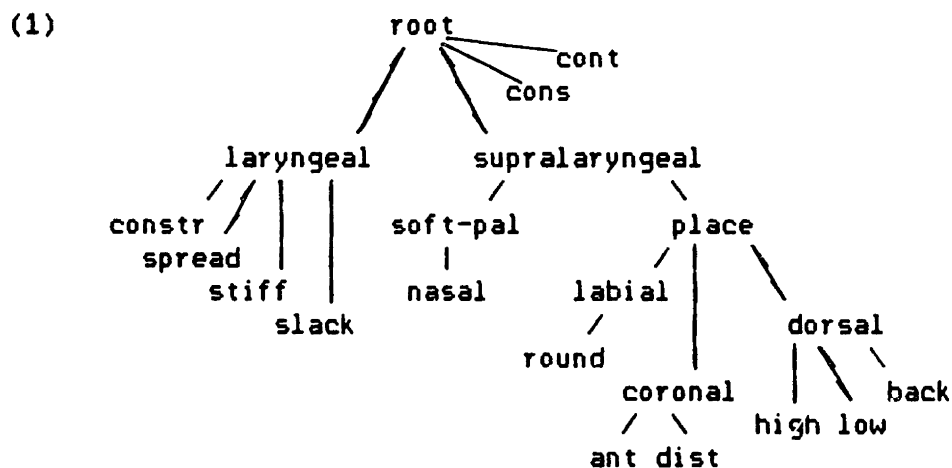 (1) root
cont
cons
laryngeal supralaryngeal
constr soft-pal place
spread
stiff nasal labial
slack dorsal
round
coronal back
high low
ant dist